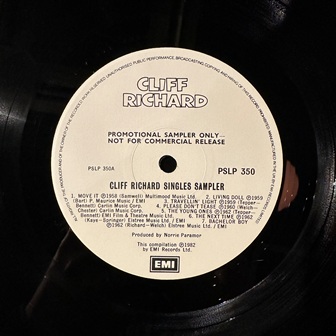 CLIFF
RICHARD
PROMOTIONAL SAMPLER ONLY—
NOT FOR COMMERCIAL RELEASE
PSLP 350A
PSLP 350
CLIFF RICHARD SINGLES SAMPLER
1. MOVE IT ℗1958 (Samwell) Multimood Music Ltd. 2. LIVING DOLL ℗1959
(Bart) P. Maurice Music/EMI 3. TRAVELLIN' LIGHT ℗1959 (Tepper—
Bennett) Carlin Music Corp. 4. PLEASE DON'T TEASE ℗1960 (Welch—
Chester) Carlin Music Corp. 5. THE YOUNG ONES ℗1962 (Tepper—
Bennett) EMI Film & Theatre Music Ltd. 6. THE NEXT TIME ℗1962
(Kaye—Springer) Entree Music Ltd./EMI 7. BACHELOR BOY
℗1962 (Richard—Welch) Entree Music Ltd/EMI
Produced by Norrie Paramor
This compilation ℗1982
by EMI Records Ltd.
EMI